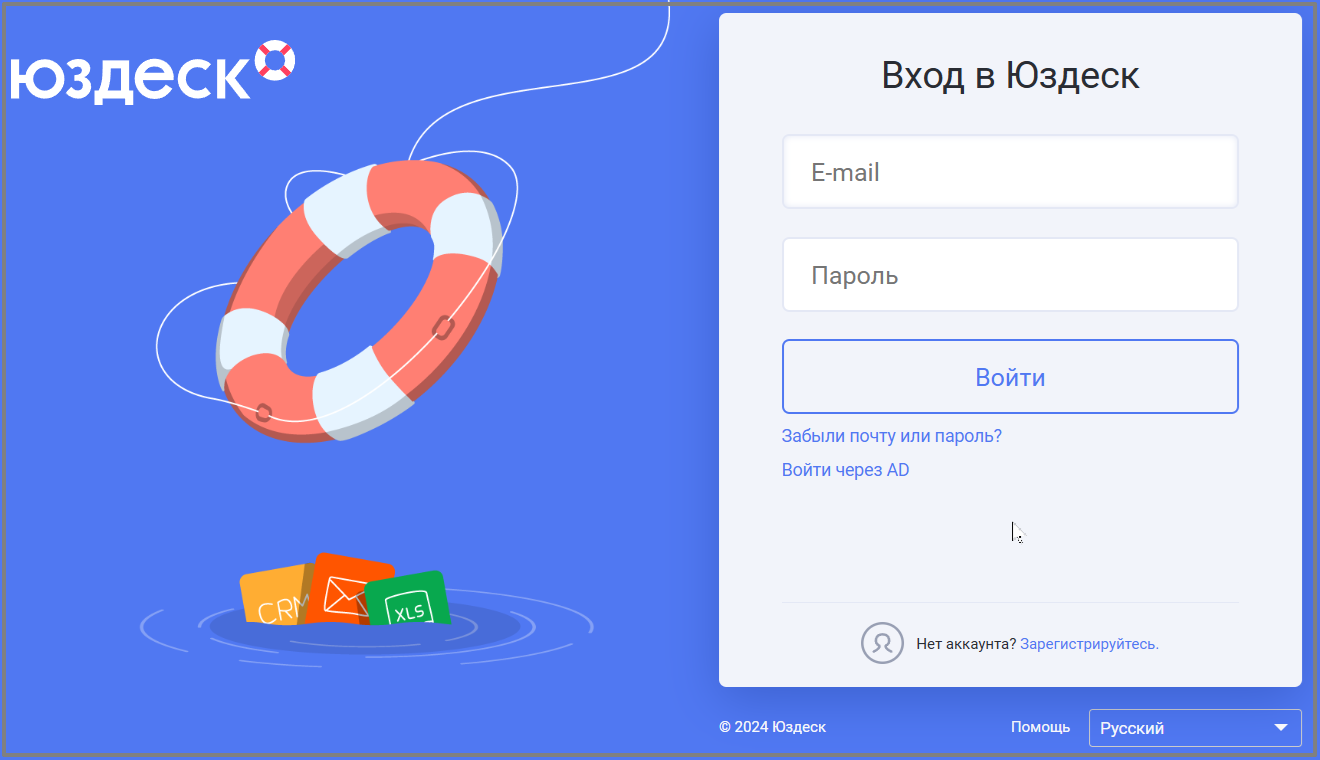 юздеск
Вход в Юздеск
E-mail
Пароль
Войти
Забыли почту или пароль?
Войти через AD
CRM
XLS
Нет аккаунта? Зарегистрируйтесь.
© 2024 Юздеск
Помощь
Русский